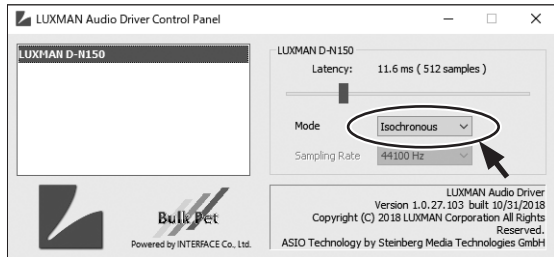 LUXMAN Audio Driver Control Panel
LUXMAN D-N150
LUXMAN D-N150
Latency: 11.6 ms ( 512 samples )
Mode Isochronous
Sampling Rate 44100 Hz
Bulk Pet
Powered by INTERFACE Co., Ltd.
LUXMAN Audio Driver
Version 1.0.27.103 built 10/31/2018
Copyright (C) 2018 LUXMAN Corporation All Rights
Reserved.
ASIO Technology by Steinberg Media Technologies GmbH